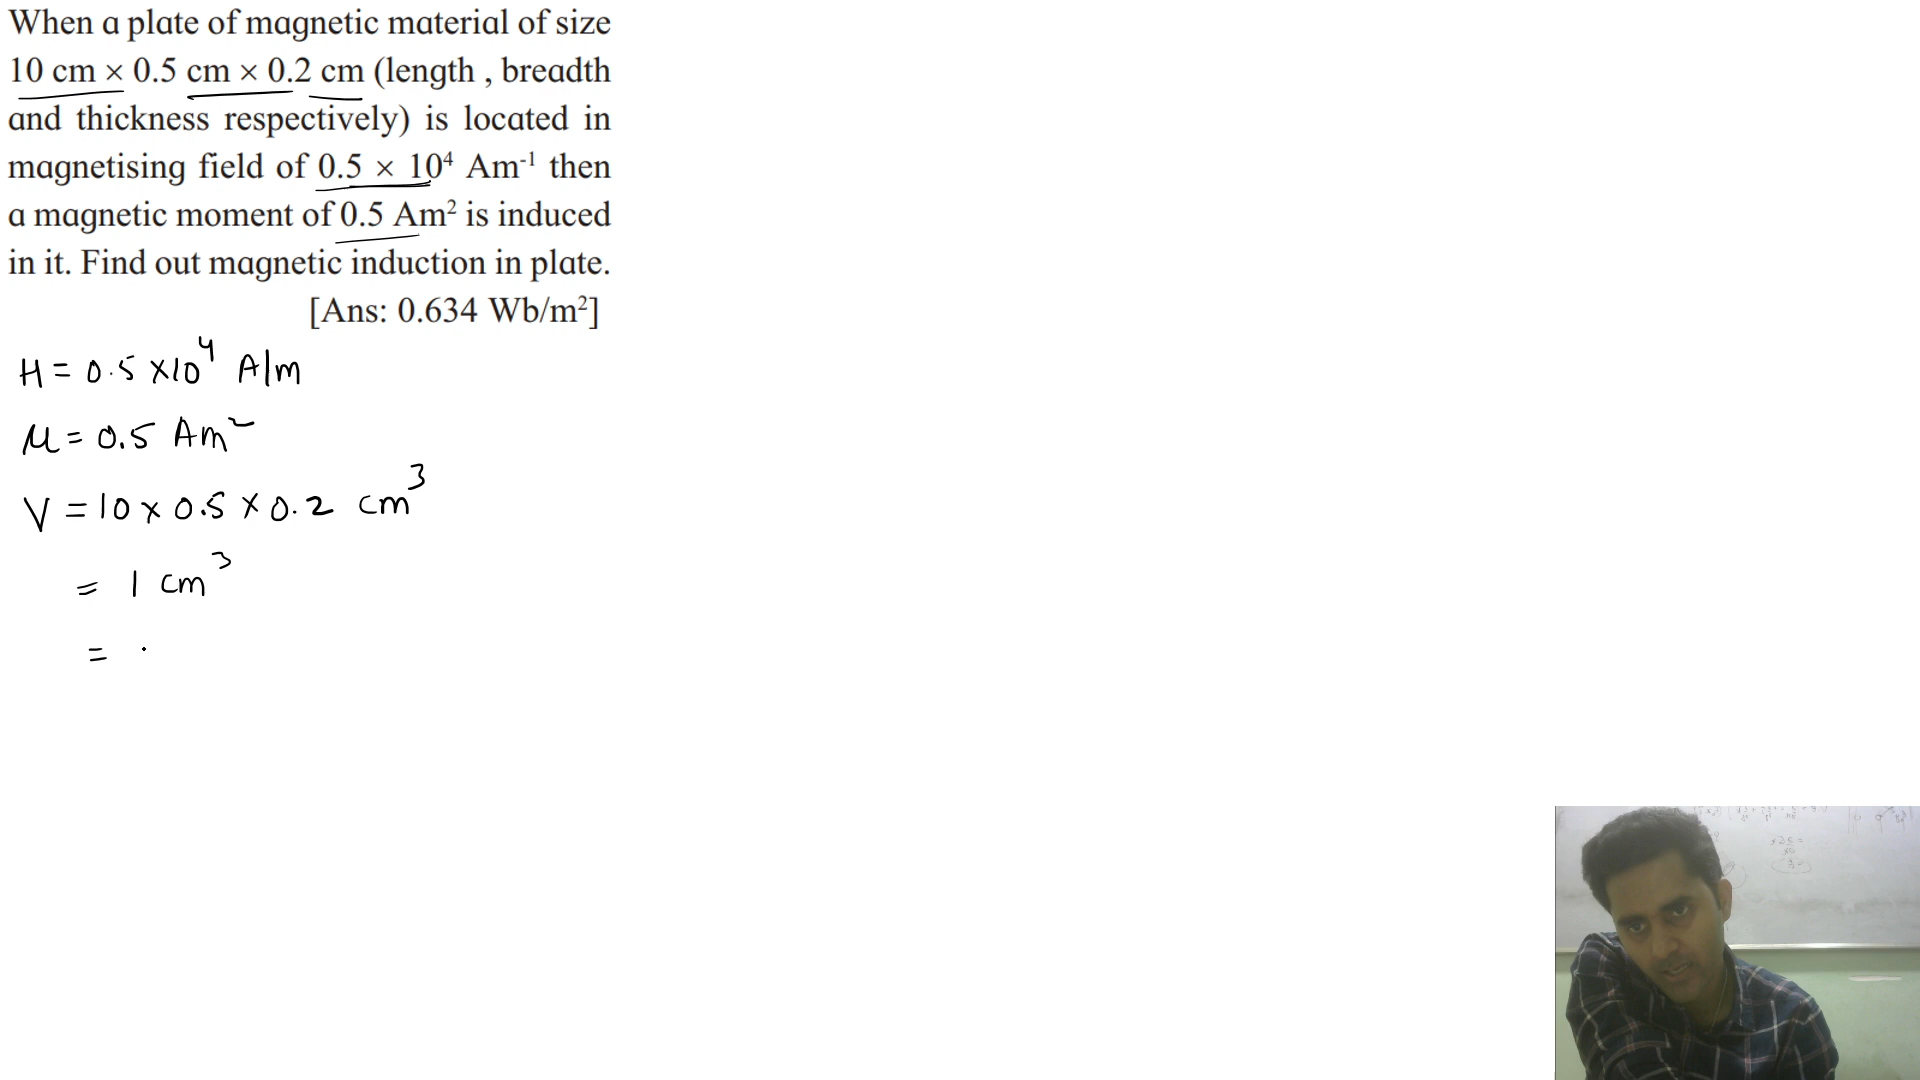 When a plate of magnetic material of size
10 cm × 0.5 cm × 0.2 cm (length , breadth
and thickness respectively) is located in
magnetising field of 0.5 × 10⁴ Am⁻¹ then
a magnetic moment of 0.5 Am² is induced
in it. Find out magnetic induction in plate.
[Ans: 0.634 Wb/m²]
H = 0.5 ×10⁴ A/m
M = 0.5 Am²
V = 10 × 0.5 × 0.2 cm³
= 1 cm³
= .